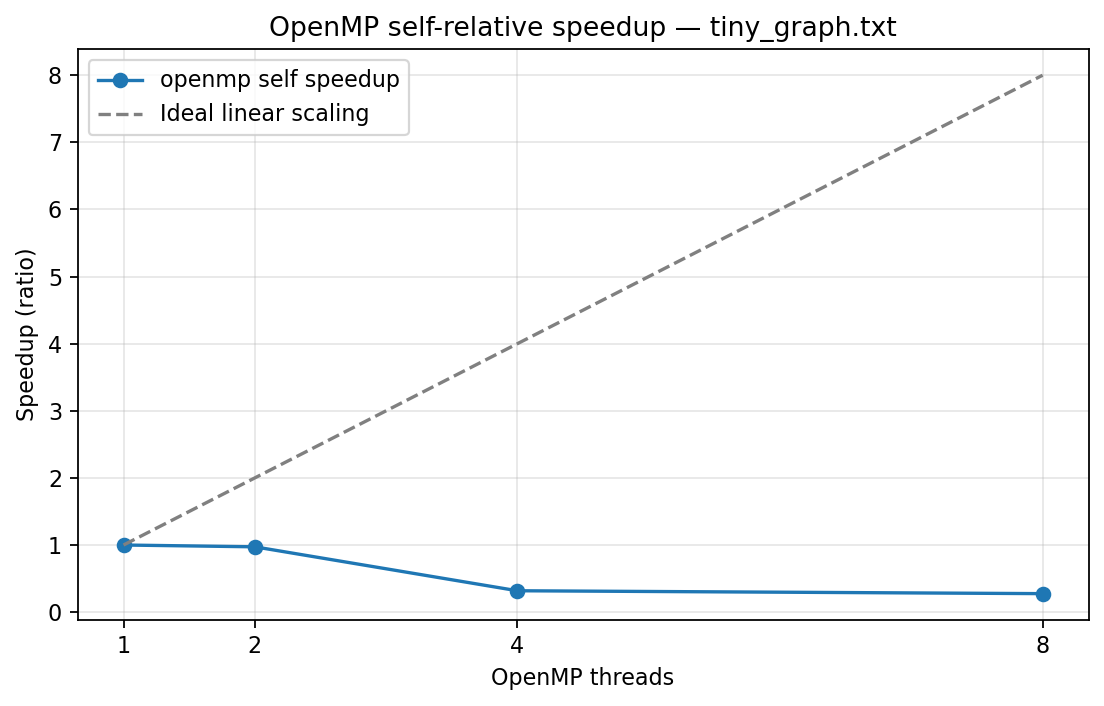 OpenMP self-relative speedup — tiny_graph.txt
openmp self speedup
Ideal linear scaling
Speedup (ratio)
8
7
6
5
4
3
2
1
0
1 2 4 8
OpenMP threads